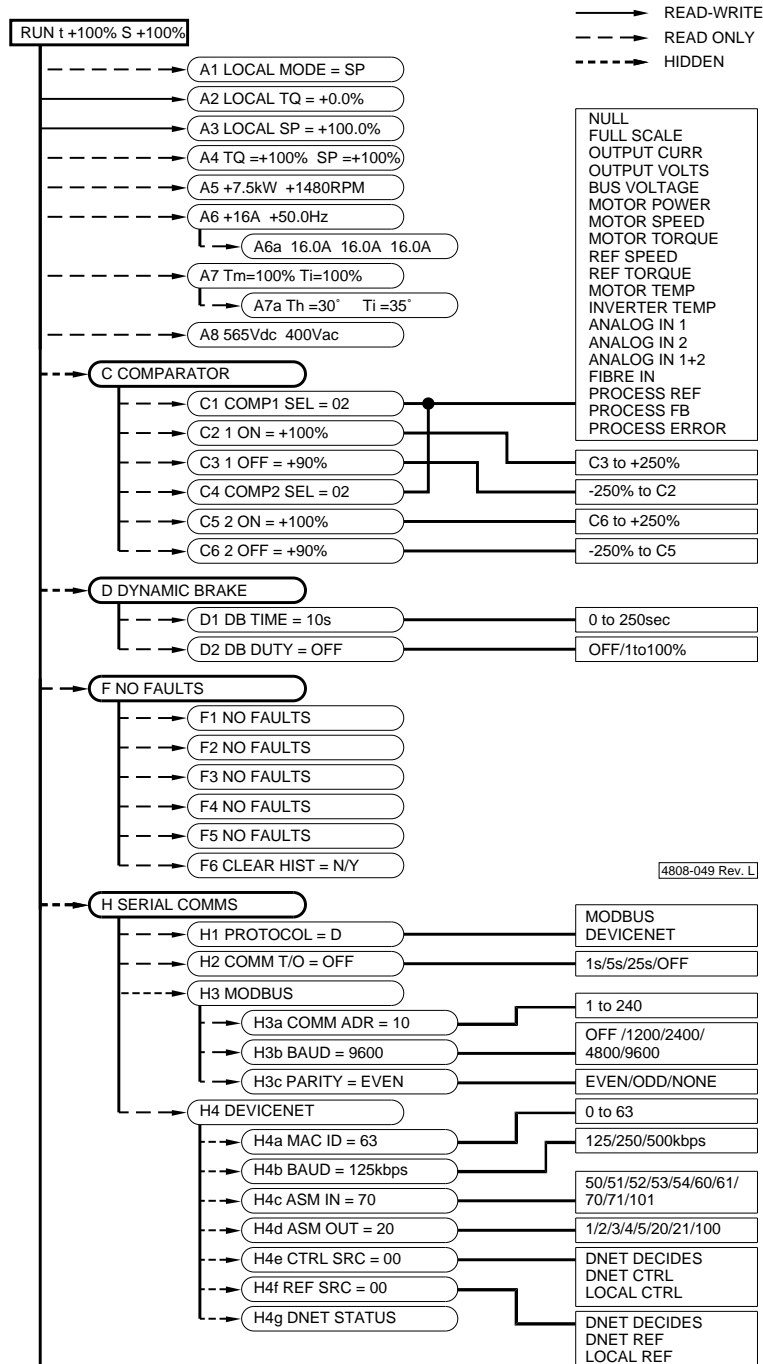 RUN t +100% S +100%
READ-WRITE
READ ONLY
HIDDEN
A1 LOCAL MODE = SP
A2 LOCAL TQ = +0.0%
A3 LOCAL SP = +100.0%
A4 TQ =+100% SP =+100%
A5 +7.5kW +1480RPM
A6 +16A +50.0Hz
A6a 16.0A 16.0A 16.0A
A7 Tm=100% Ti=100%
A7a Th =30° Ti =35°
A8 565Vdc 400Vac
NULL
FULL SCALE
OUTPUT CURR
OUTPUT VOLTS
BUS VOLTAGE
MOTOR POWER
MOTOR SPEED
MOTOR TORQUE
REF SPEED
REF TORQUE
MOTOR TEMP
INVERTER TEMP
ANALOG IN 1
ANALOG IN 2
ANALOG IN 1+2
FIBRE IN
PROCESS REF
PROCESS FB
PROCESS ERROR
C COMPARATOR
C1 COMP1 SEL = 02
C2 1 ON = +100%
C3 to +250%
C3 1 OFF = +90%
-250% to C2
C4 COMP2 SEL = 02
C5 2 ON = +100%
C6 to +250%
C6 2 OFF = +90%
-250% to C5
D DYNAMIC BRAKE
D1 DB TIME = 10s
0 to 250sec
D2 DB DUTY = OFF
OFF/1to100%
F NO FAULTS
F1 NO FAULTS
F2 NO FAULTS
F3 NO FAULTS
F4 NO FAULTS
F5 NO FAULTS
F6 CLEAR HIST = N/Y
4808-049 Rev. L
H SERIAL COMMS
H1 PROTOCOL = D
MODBUS
DEVICENET
H2 COMM T/O = OFF
1s/5s/25s/OFF
H3 MODBUS
H3a COMM ADR = 10
1 to 240
H3b BAUD = 9600
OFF /1200/2400/
4800/9600
H3c PARITY = EVEN
EVEN/ODD/NONE
H4 DEVICENET
H4a MAC ID = 63
0 to 63
H4b BAUD = 125kbps
125/250/500kbps
H4c ASM IN = 70
50/51/52/53/54/60/61/
70/71/101
H4d ASM OUT = 20
1/2/3/4/5/20/21/100
H4e CTRL SRC = 00
DNET DECIDES
DNET CTRL
LOCAL CTRL
H4f REF SRC = 00
H4g DNET STATUS
DNET DECIDES
DNET REF
LOCAL REF